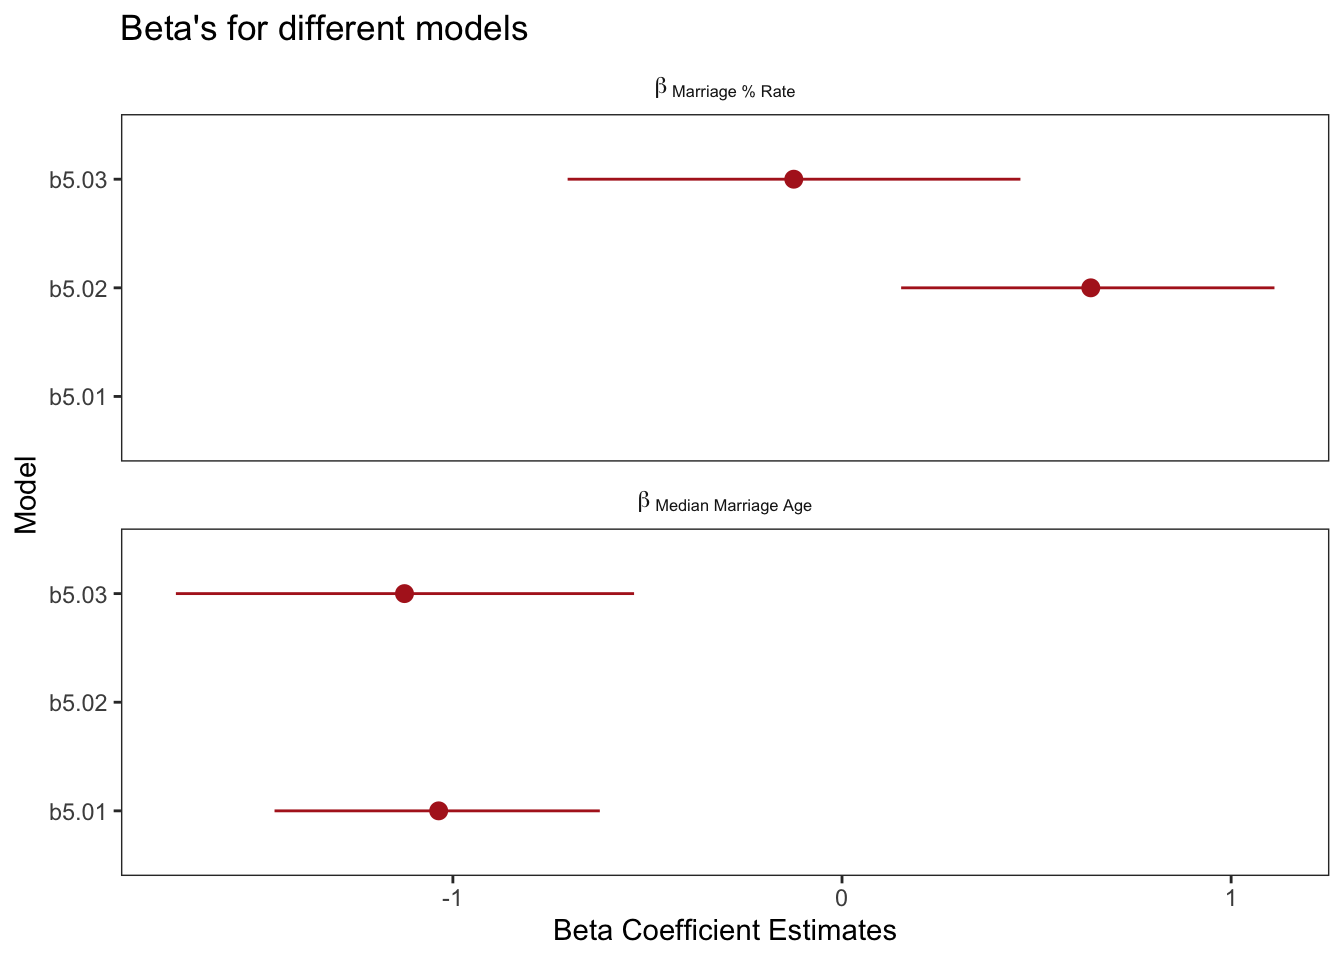 Beta's for different models
β Marriage % Rate
b5.03
b5.02
b5.01
Model
β Median Marriage Age
b5.03
b5.02
b5.01
-1 0 1
Beta Coefficient Estimates